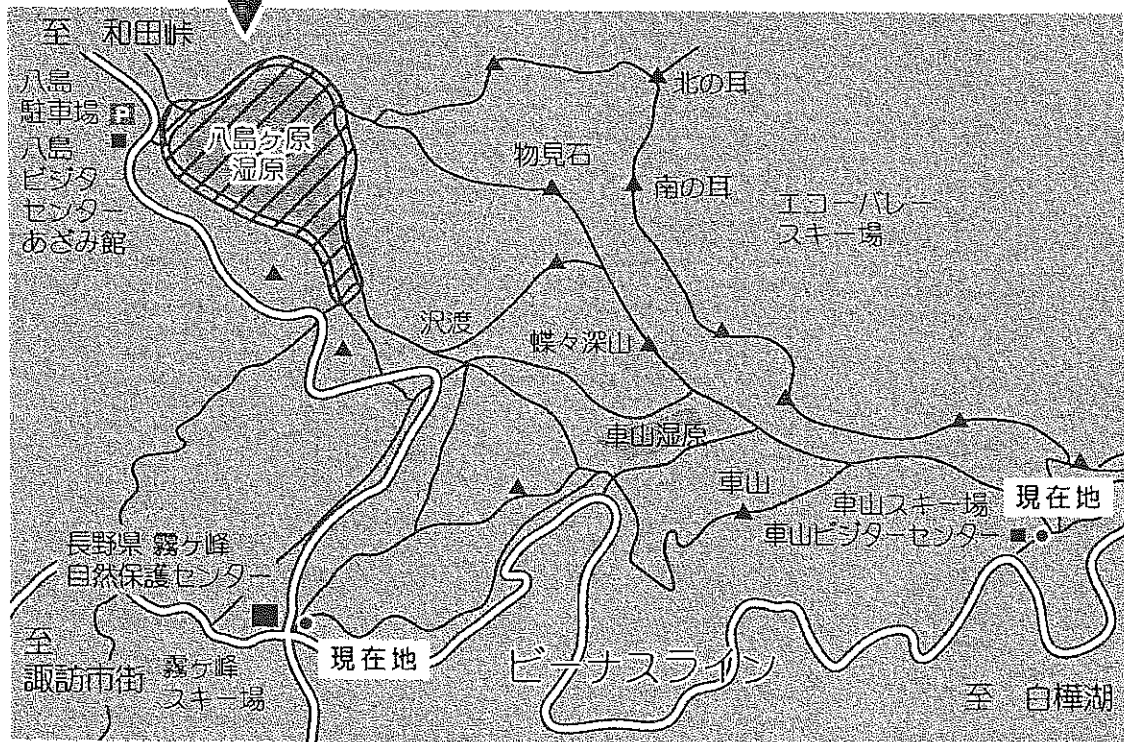 至 和田峠
八島
駐車場 P
八島
ビジタ
センター
あざみ館
八島ヶ原
湿原
北の耳
物見石
南の耳
エコーバレー
スキー場
沢渡
蝶々深山
車山湿原
車山
車山スキー場
車山ビジターセンター
現在地
長野県 霧ヶ峰
自然保護センター
現在地
至
諏訪市街
霧ヶ峰
スキー場
ビーナスライン
至 白樺湖